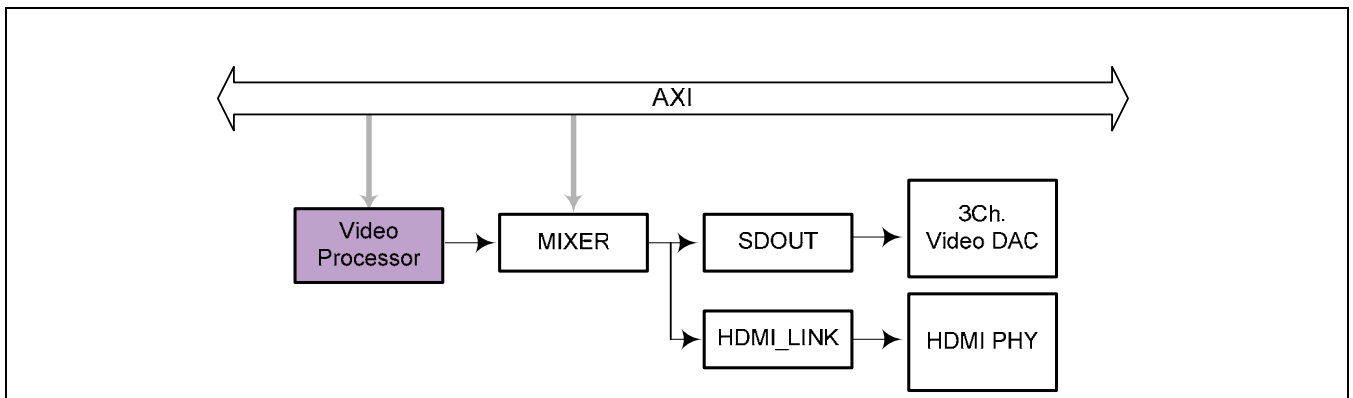 AXI
Video
Processor
MIXER
SDOUT
3Ch.
Video DAC
HDMI_LINK
HDMI PHY